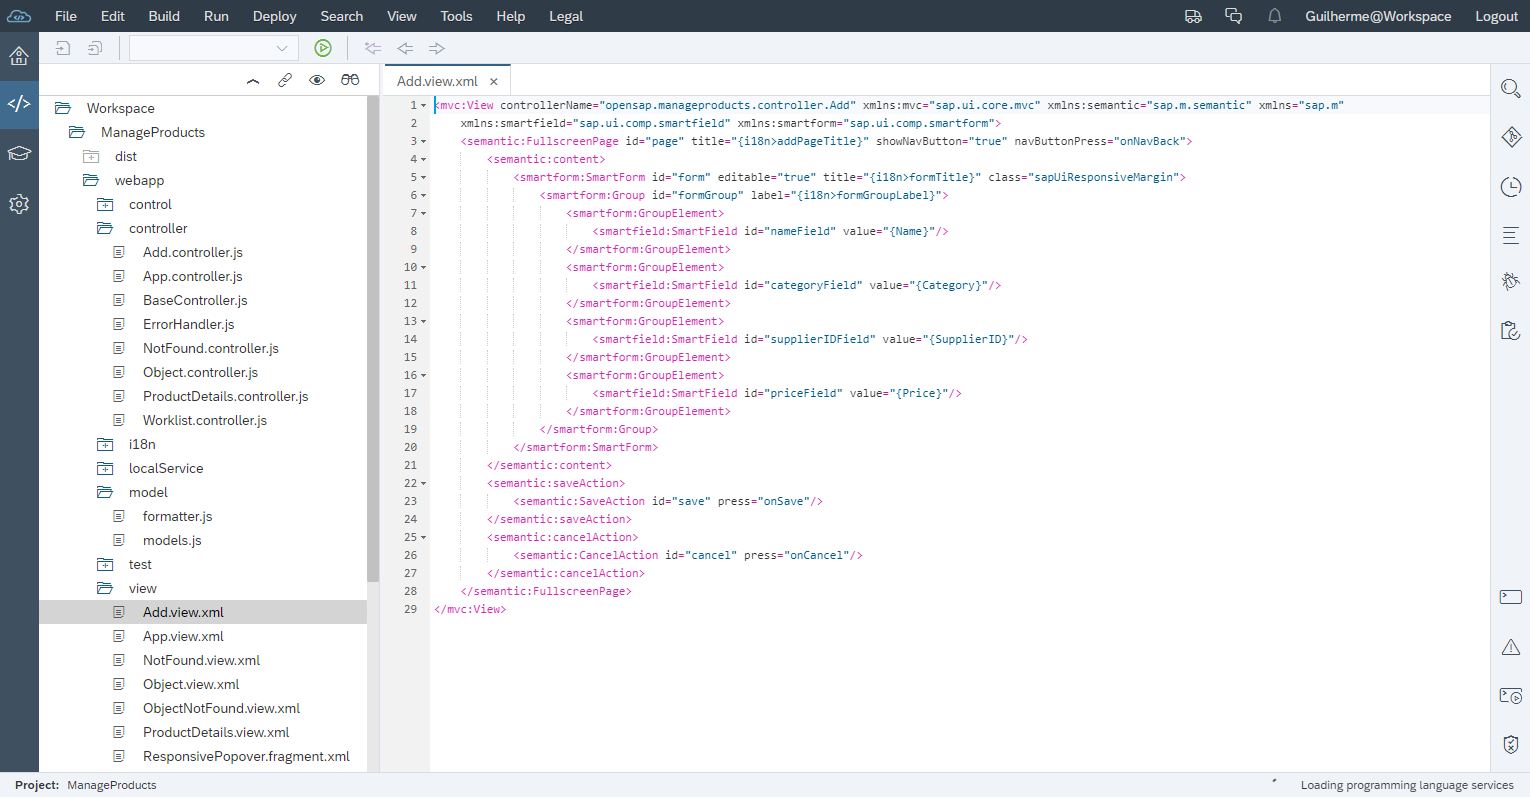 File Edit Build Run Deploy Search View Tools Help Legal Guilherme@Workspace Logout
Workspace
ManageProducts
dist
webapp
control
controller
Add.controller.js
App.controller.js
BaseController.js
ErrorHandler.js
NotFound.controller.js
Object.controller.js
ProductDetails.controller.js
Worklist.controller.js
i18n
localService
model
formatter.js
models.js
test
view
Add.view.xml
App.view.xml
NotFound.view.xml
Object.view.xml
ObjectNotFound.view.xml
ProductDetails.view.xml
ResponsivePopover.fragment.xml
Add.view.xml ×
1 <mvc:View controllerName="opensap.manageproducts.controller.Add" xmlns:mvc="sap.ui.core.mvc" xmlns:semantic="sap.m.semantic" xmlns="sap.m"
2 xmlns:smartfield="sap.ui.comp.smartfield" xmlns:smartform="sap.ui.comp.smartform">
3 <semantic:FullscreenPage id="page" title="{i18n>addPageTitle}" showNavButton="true" navButtonPress="onNavBack">
4 <semantic:content>
5 <smartform:SmartForm id="form" editable="true" title="{i18n>formTitle}" class="sapUiResponsiveMargin">
6 <smartform:Group id="formGroup" label="{i18n>formGroupLabel}">
7 <smartform:GroupElement>
8 <smartfield:SmartField id="nameField" value="{Name}"/>
9 </smartform:GroupElement>
10 <smartform:GroupElement>
11 <smartfield:SmartField id="categoryField" value="{Category}"/>
12 </smartform:GroupElement>
13 <smartform:GroupElement>
14 <smartfield:SmartField id="supplierIDField" value="{SupplierID}"/>
15 </smartform:GroupElement>
16 <smartform:GroupElement>
17 <smartfield:SmartField id="priceField" value="{Price}"/>
18 </smartform:GroupElement>
19 </smartform:Group>
20 </smartform:SmartForm>
21 </semantic:content>
22 <semantic:saveAction>
23 <semantic:SaveAction id="save" press="onSave"/>
24 </semantic:saveAction>
25 <semantic:cancelAction>
26 <semantic:CancelAction id="cancel" press="onCancel"/>
27 </semantic:cancelAction>
28 </semantic:FullscreenPage>
29 </mvc:View>
Project: ManageProducts
Loading programming language services